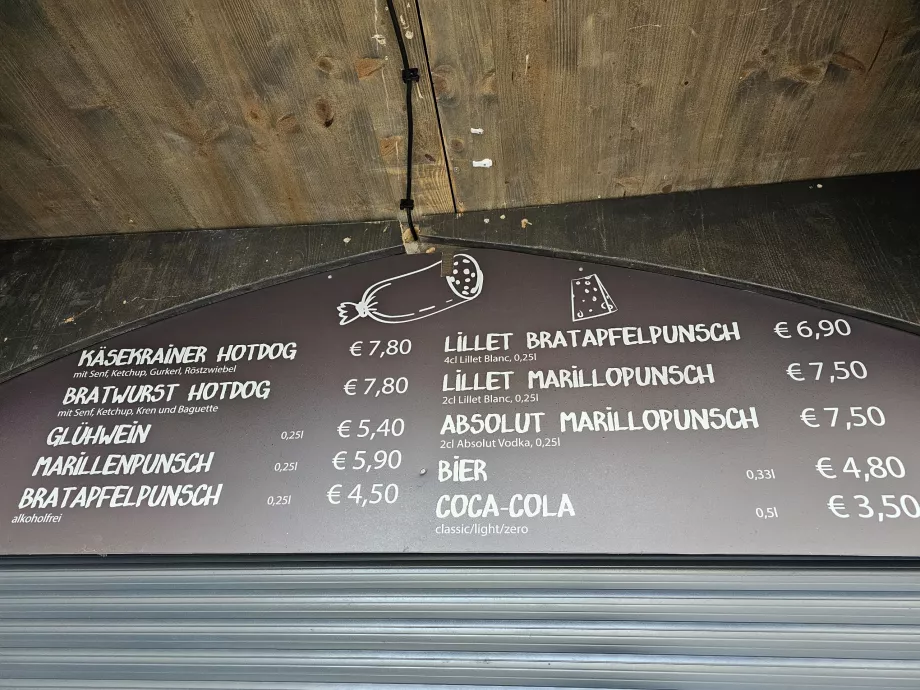 KÄSEKRAINER HOTDOG € 7,80
mit Senf, Ketchup, Gurkerl, Röstzwiebel
BRATWURST HOTDOG € 7,80
mit Senf, Ketchup, Kren und Baguette
GLÜHWEIN 0,25l € 5,40
MARILLENPUNSCH 0,25l € 5,90
BRATAPFELPUNSCH 0,25l € 4,50
alkoholfrei
LILLET BRATAPFELPUNSCH € 6,90
4cl Lillet Blanc, 0,25l
LILLET MARILLOPUNSCH € 7,50
2cl Lillet Blanc, 0,25l
ABSOLUT MARILLOPUNSCH € 7,50
2cl Absolut Vodka, 0,25l
BIER 0,33l € 4,80
COCA-COLA 0,5l € 3,50
classic/light/zero